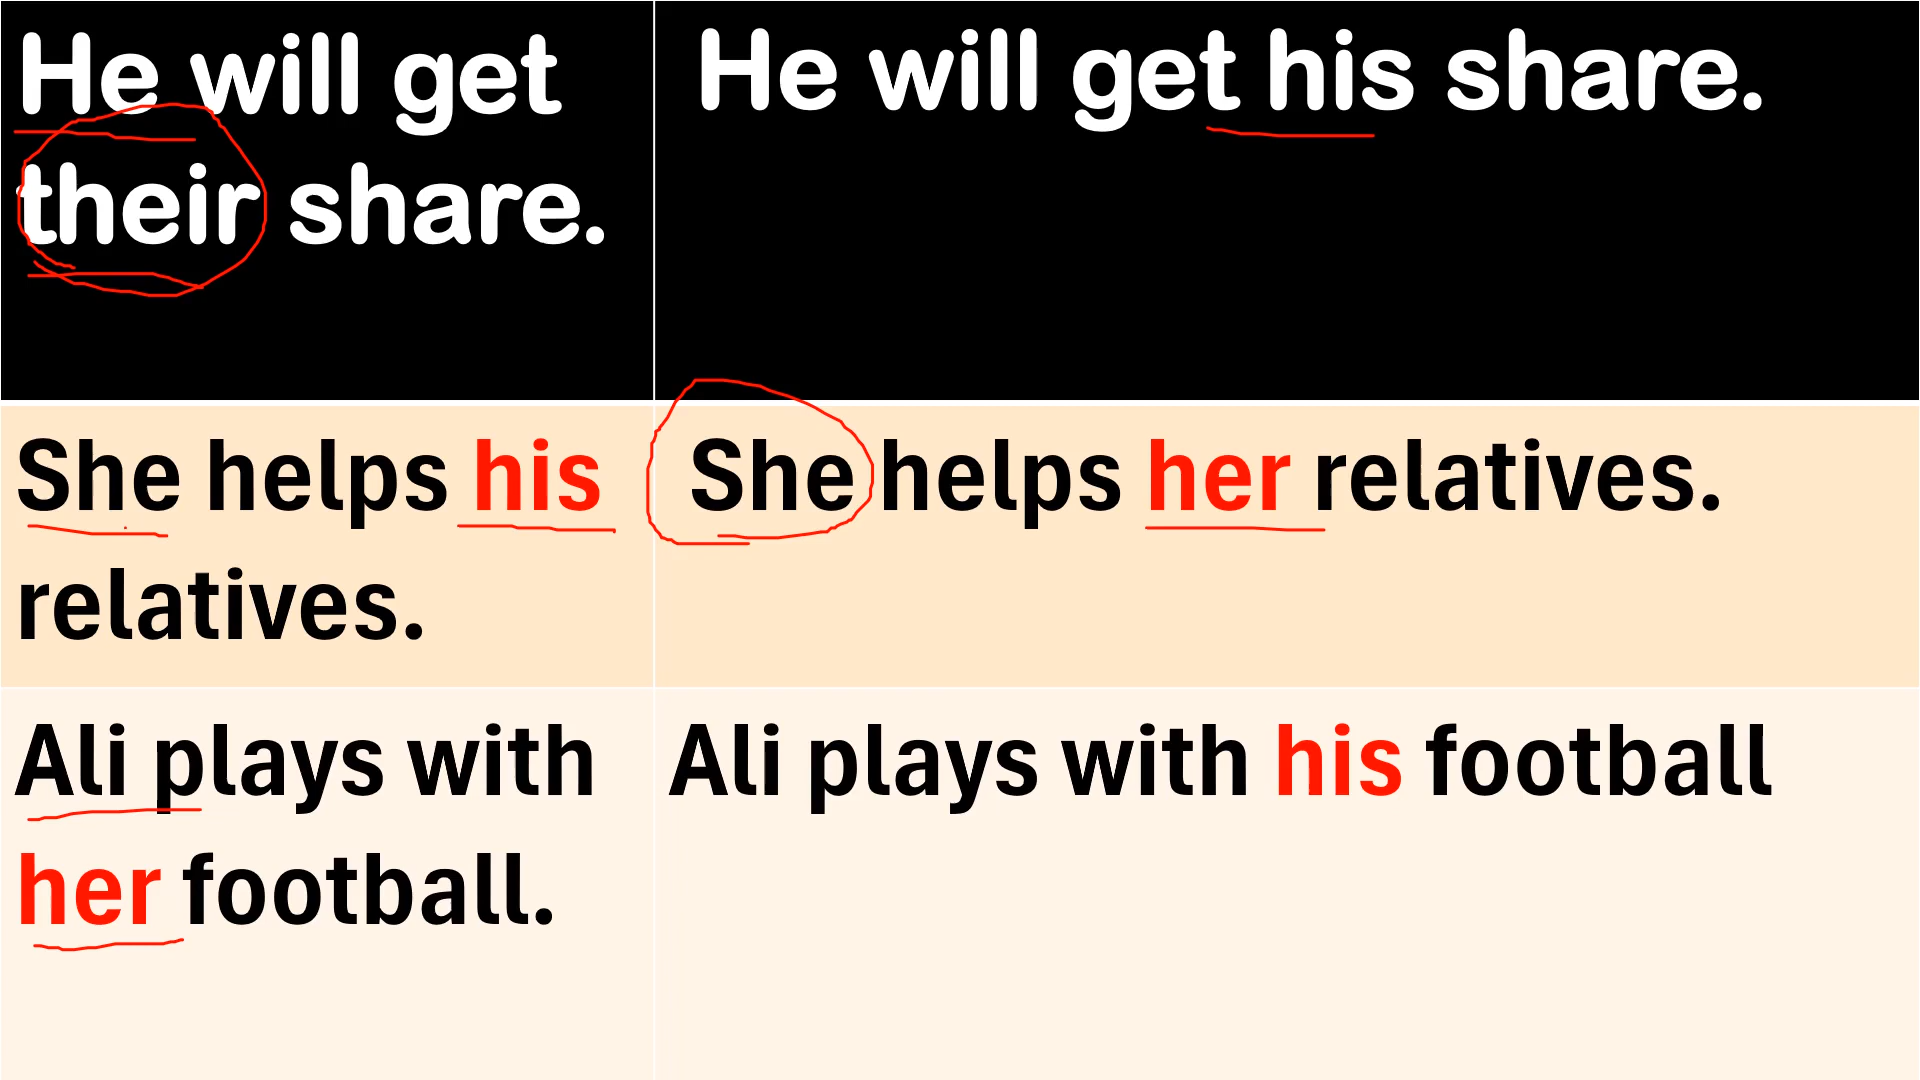 He will get
their share.
He will get his share.
She helps his
relatives.
She helps her relatives.
Ali plays with
her football.
Ali plays with his football